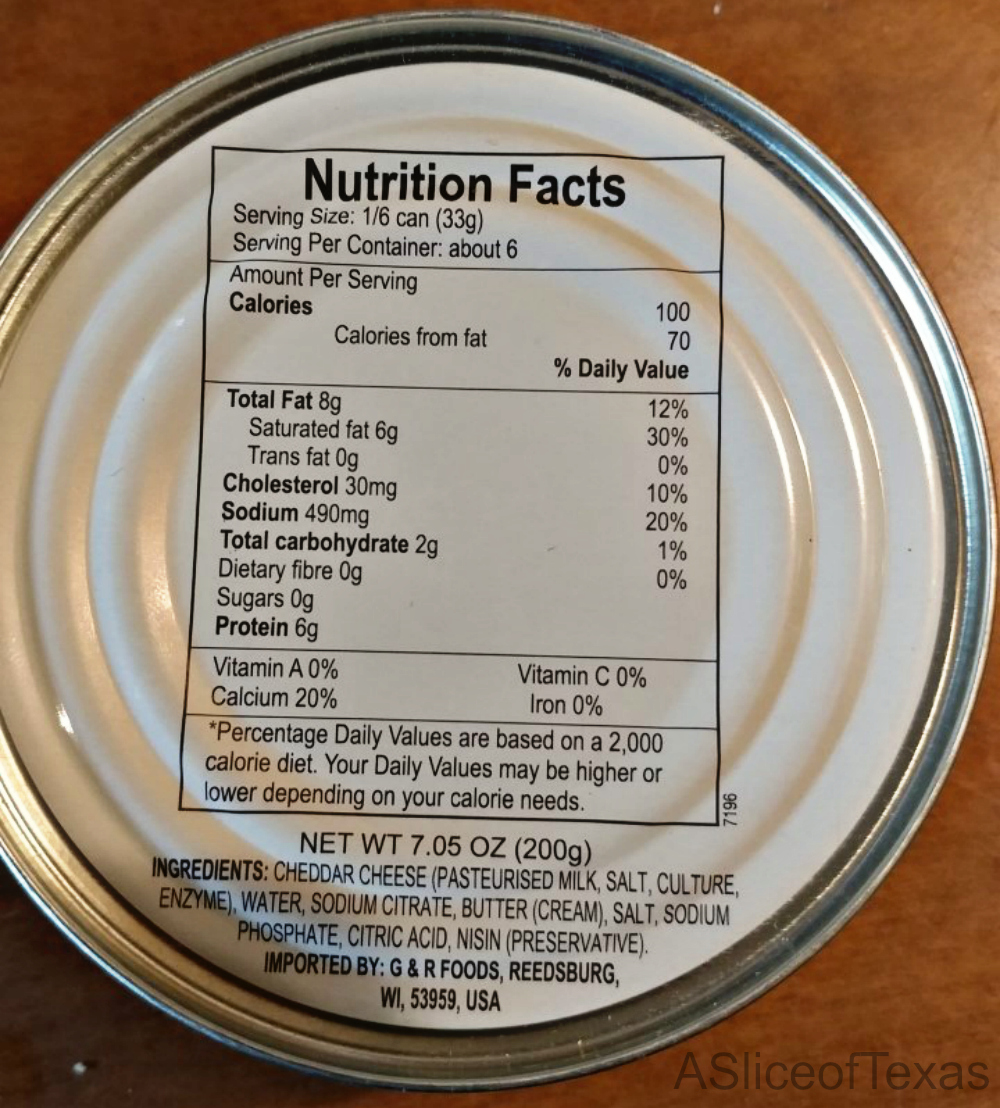 Nutrition Facts
Serving Size: 1/6 can (33g)
Serving Per Container: about 6
Amount Per Serving
Calories 100
Calories from fat 70
% Daily Value
Total Fat 8g 12%
Saturated fat 6g 30%
Trans fat 0g 0%
Cholesterol 30mg 10%
Sodium 490mg 20%
Total carbohydrate 2g 1%
Dietary fibre 0g 0%
Sugars 0g
Protein 6g
Vitamin A 0% Vitamin C 0%
Calcium 20% Iron 0%
*Percentage Daily Values are based on a 2,000
calorie diet. Your Daily Values may be higher or
lower depending on your calorie needs.
7196
NET WT 7.05 OZ (200g)
INGREDIENTS: CHEDDAR CHEESE (PASTEURISED MILK, SALT, CULTURE,
ENZYME), WATER, SODIUM CITRATE, BUTTER (CREAM), SALT, SODIUM
PHOSPHATE, CITRIC ACID, NISIN (PRESERVATIVE).
IMPORTED BY: G & R FOODS, REEDSBURG,
WI, 53959, USA
ASliceofTexas